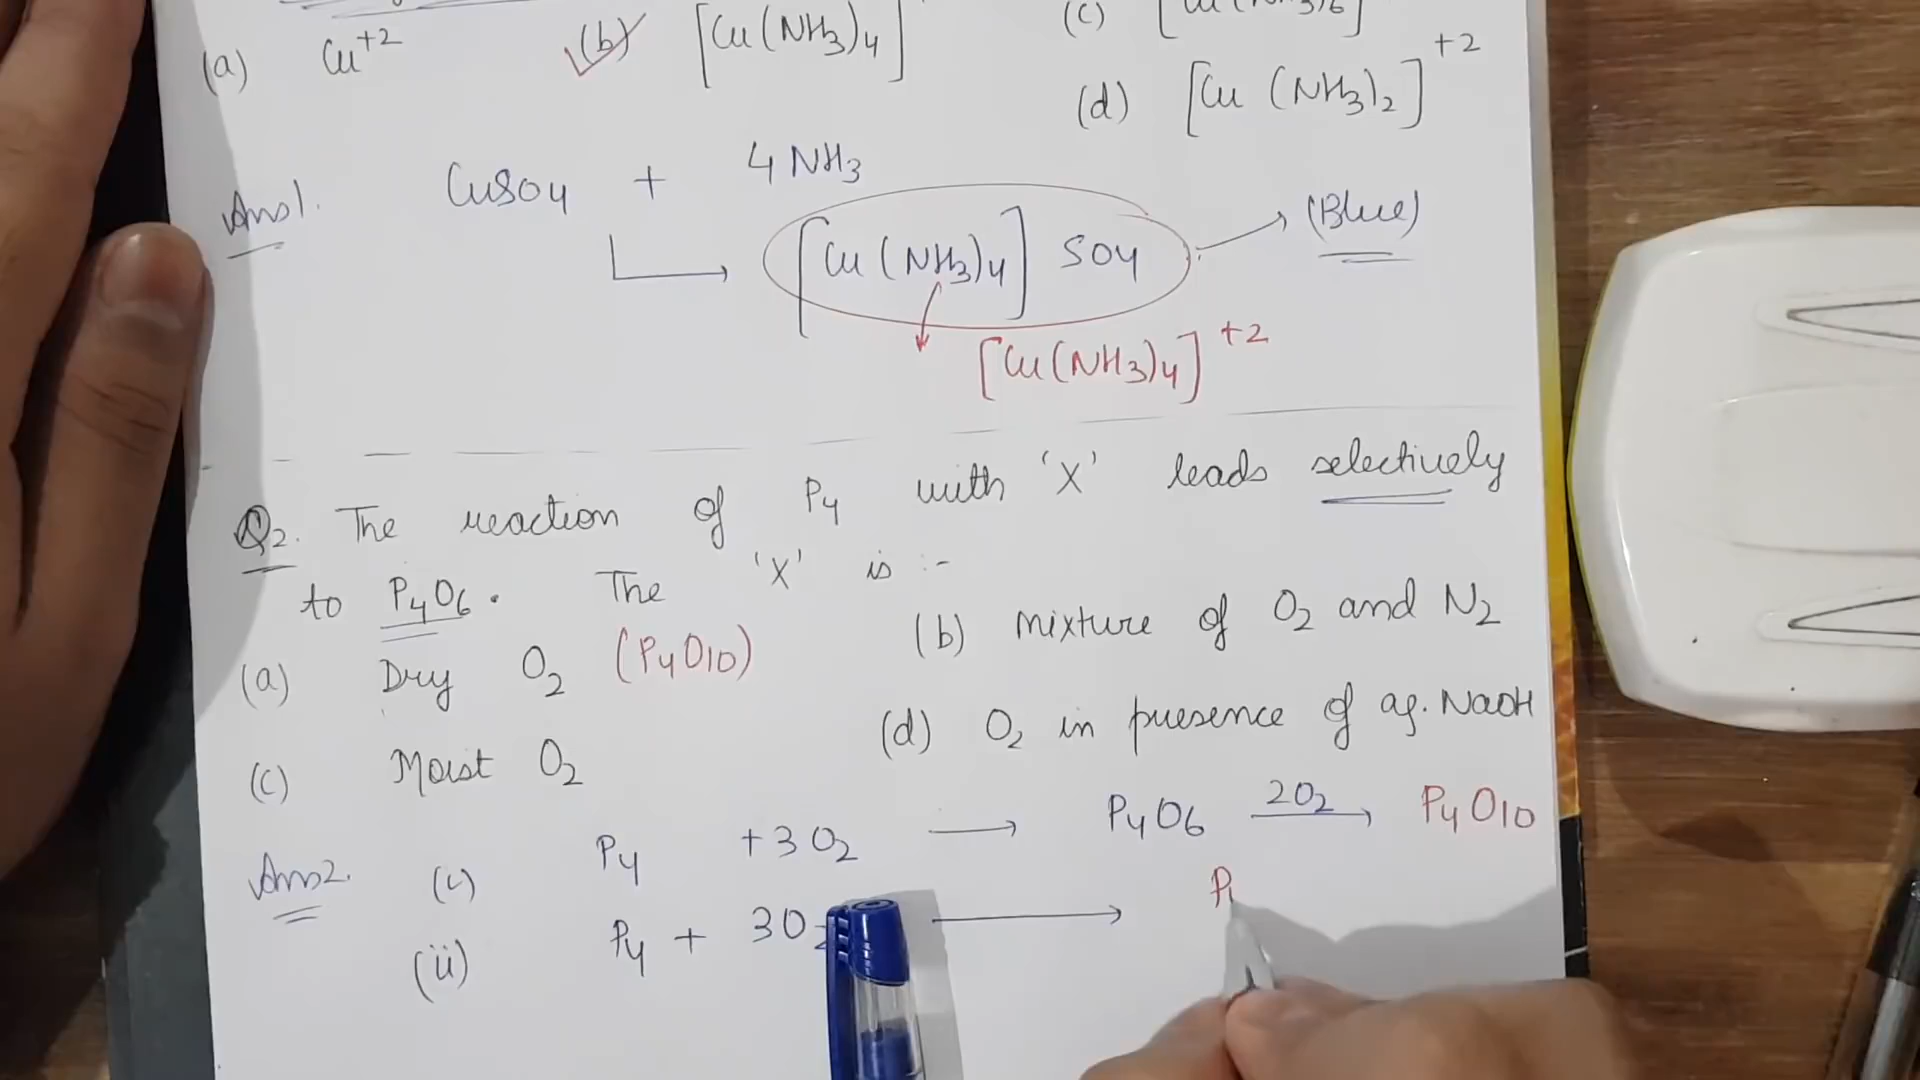 (a) Cu+2 (b) [Cu(NH3)4] (c)
(d) [Cu (NH3)2]+2
Ans1. CuSO4 + 4NH3
[Cu(NH3)4] SO4 (Blue)
[Cu(NH3)4]+2
Q2. The reaction of P4 with 'X' leads selectively
to P4O6. The 'X' is :-
(a) Dry O2 (P4O10) (b) mixture of O2 and N2
(c) Moist O2 (d) O2 in presence of aq. NaOH
Ans2. (i) P4 + 3O2 → P4O6 2O2 → P4O10
(ii) P4 + 3O2 → P